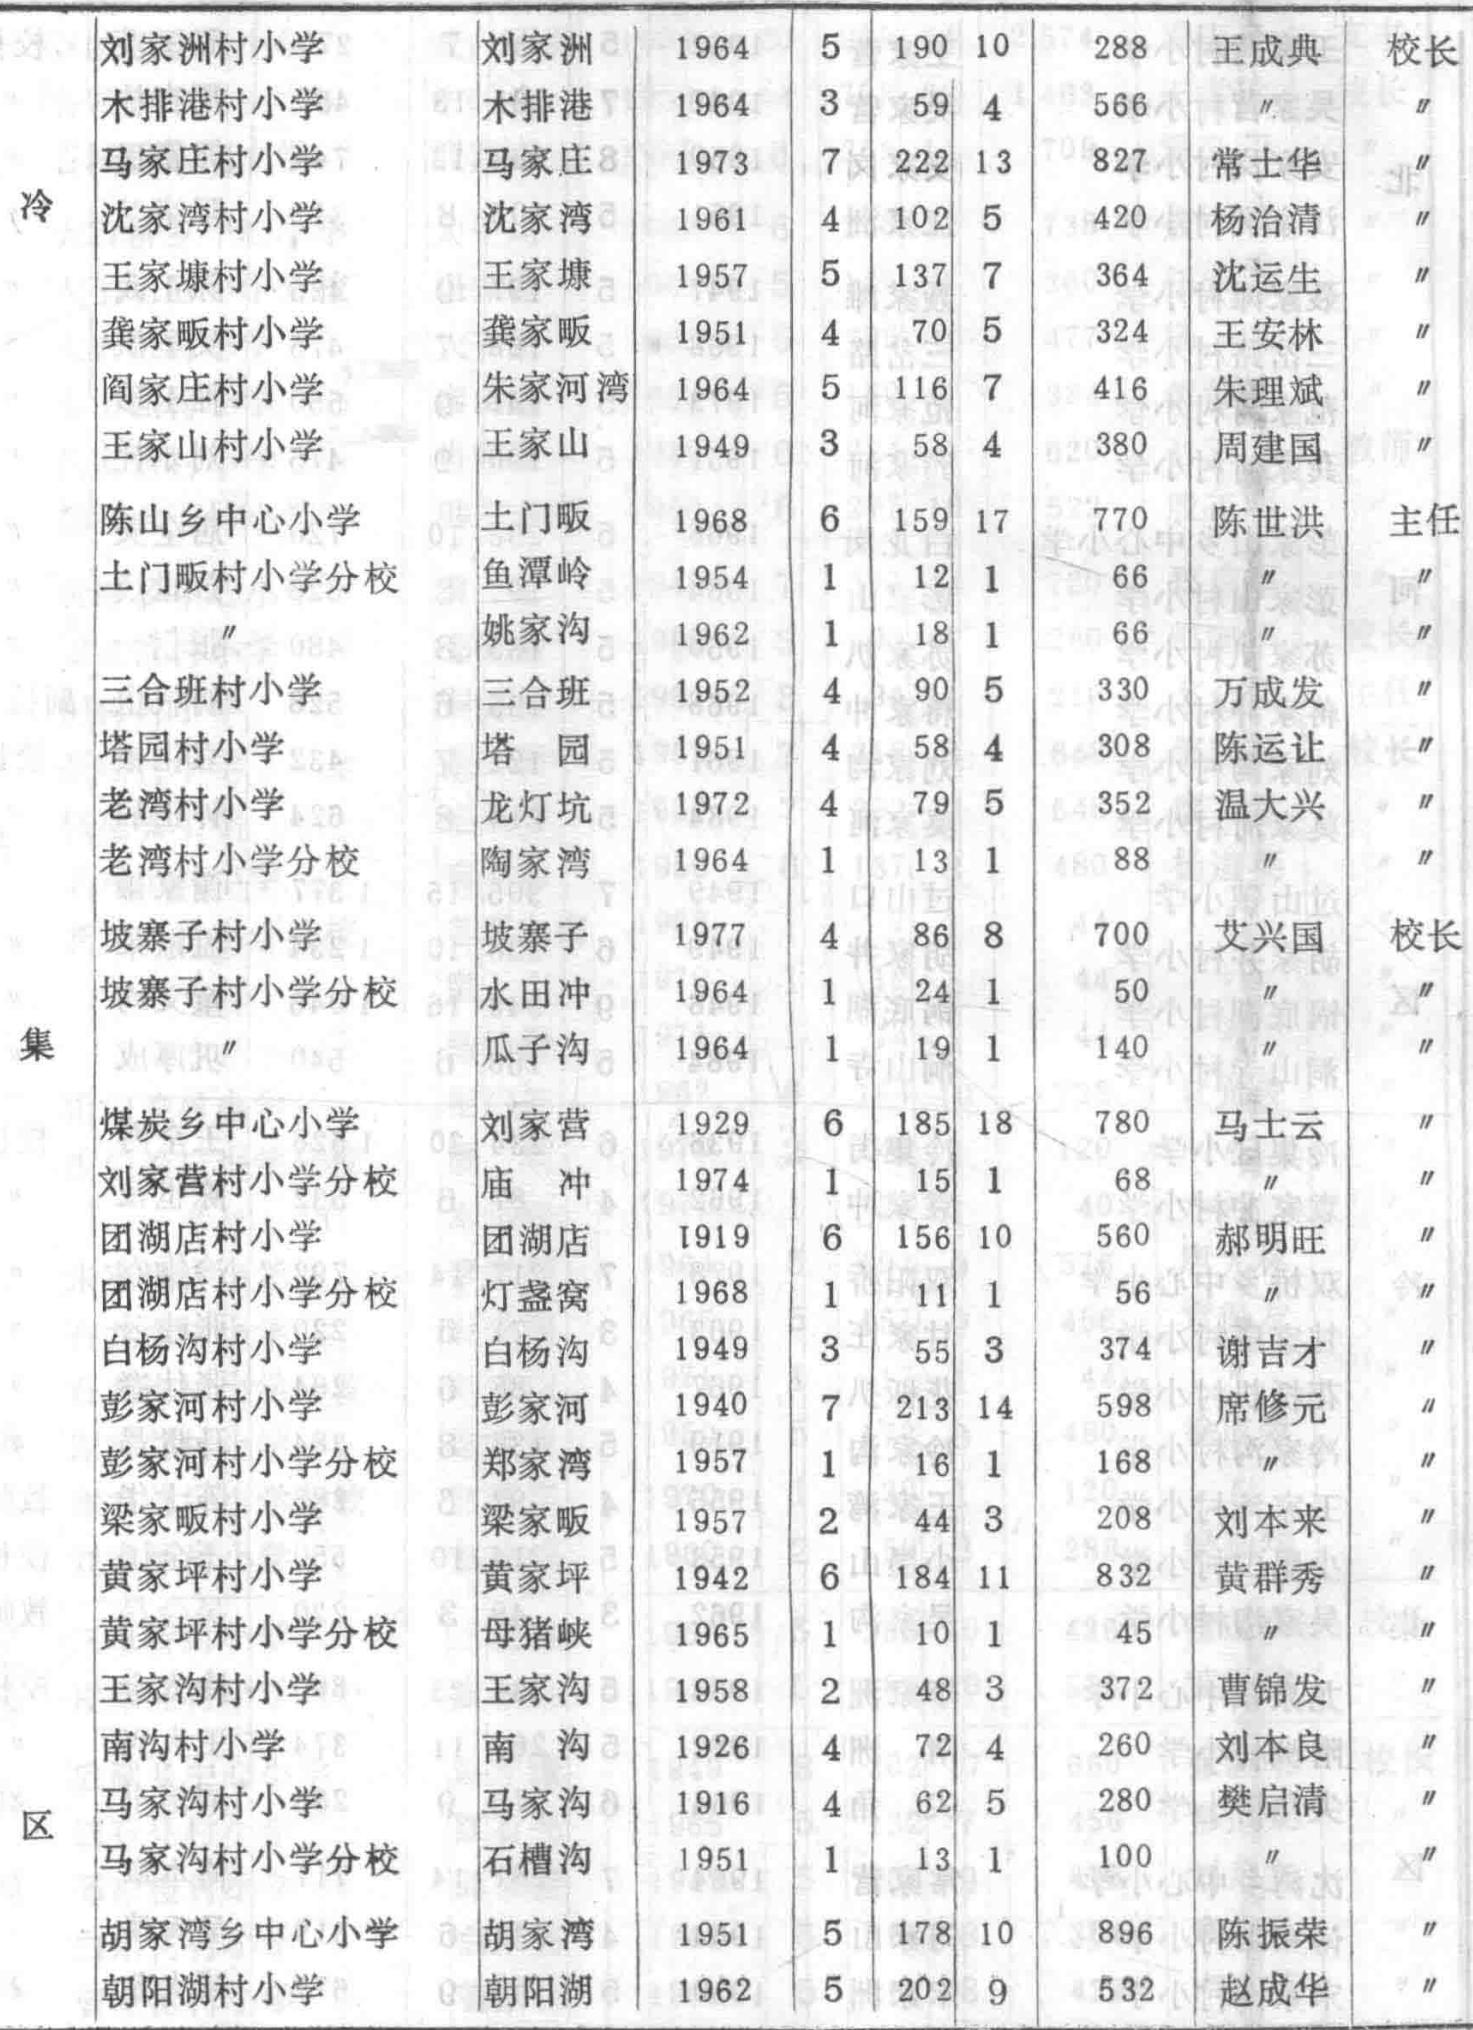 刘家洲村小学 刘家洲 1964 5 190 10 288 王成典 校长
木排港村小学 木排港 1964 3 59 4 566 〃 〃
马家庄村小学 马家庄 1973 7 222 13 827 常士华 〃
冷 沈家湾村小学 沈家湾 1961 4 102 5 420 杨治清 〃
王家塝村小学 王家塝 1957 5 137 7 364 沈运生 〃
龚家畈村小学 龚家畈 1951 4 70 5 324 王安林 〃
阎家庄村小学 朱家河湾 1964 5 116 7 416 朱理斌 〃
王家山村小学 王家山 1949 3 58 4 380 周建国 〃
陈山乡中心小学 土门畈 1968 6 159 17 770 陈世洪 主任
土门畈村小学分校 鱼潭岭 1954 1 12 1 66 〃 〃
〃 姚家沟 1962 1 18 1 66 〃 〃
三合班村小学 三合班 1952 4 90 5 330 万成发 〃
塔园村小学 塔 园 1951 4 58 4 308 陈运让 〃
老湾村小学 龙灯坑 1972 4 79 5 352 温大兴 〃
老湾村小学分校 陶家湾 1964 1 13 1 88 〃 〃
坡寨子村小学 坡寨子 1977 4 86 8 700 艾兴国 校长
坡寨子村小学分校 水田冲 1964 1 24 1 50 〃 〃
集 〃 瓜子沟 1964 1 19 1 140 〃 〃
煤炭乡中心小学 刘家营 1929 6 185 18 780 马士云 〃
刘家营村小学分校 庙 冲 1974 1 15 1 68 〃 〃
团湖店村小学 团湖店 1919 6 156 10 560 郝明旺 〃
团湖店村小学分校 灯盏窝 1968 1 11 1 56 〃 〃
白杨沟村小学 白杨沟 1949 3 55 3 374 谢吉才 〃
彭家河村小学 彭家河 1940 7 213 14 598 席修元 〃
彭家河村小学分校 郑家湾 1957 1 16 1 168 〃 〃
梁家畈村小学 梁家畈 1957 2 44 3 208 刘本来 〃
黄家坪村小学 黄家坪 1942 6 184 11 832 黄群秀 〃
黄家坪村小学分校 母猪峡 1965 1 10 1 45 〃 〃
王家沟村小学 王家沟 1958 2 48 3 372 曹锦发 〃
南沟村小学 南 沟 1926 4 72 4 260 刘本良 〃
区 马家沟村小学 马家沟 1916 4 62 5 280 樊启清 〃
马家沟村小学分校 石槽沟 1951 1 13 1 100 〃 〃
胡家湾乡中心小学 胡家湾 1951 5 178 10 896 陈振荣 〃
朝阳湖村小学 朝阳湖 1962 5 202 9 532 赵成华 〃